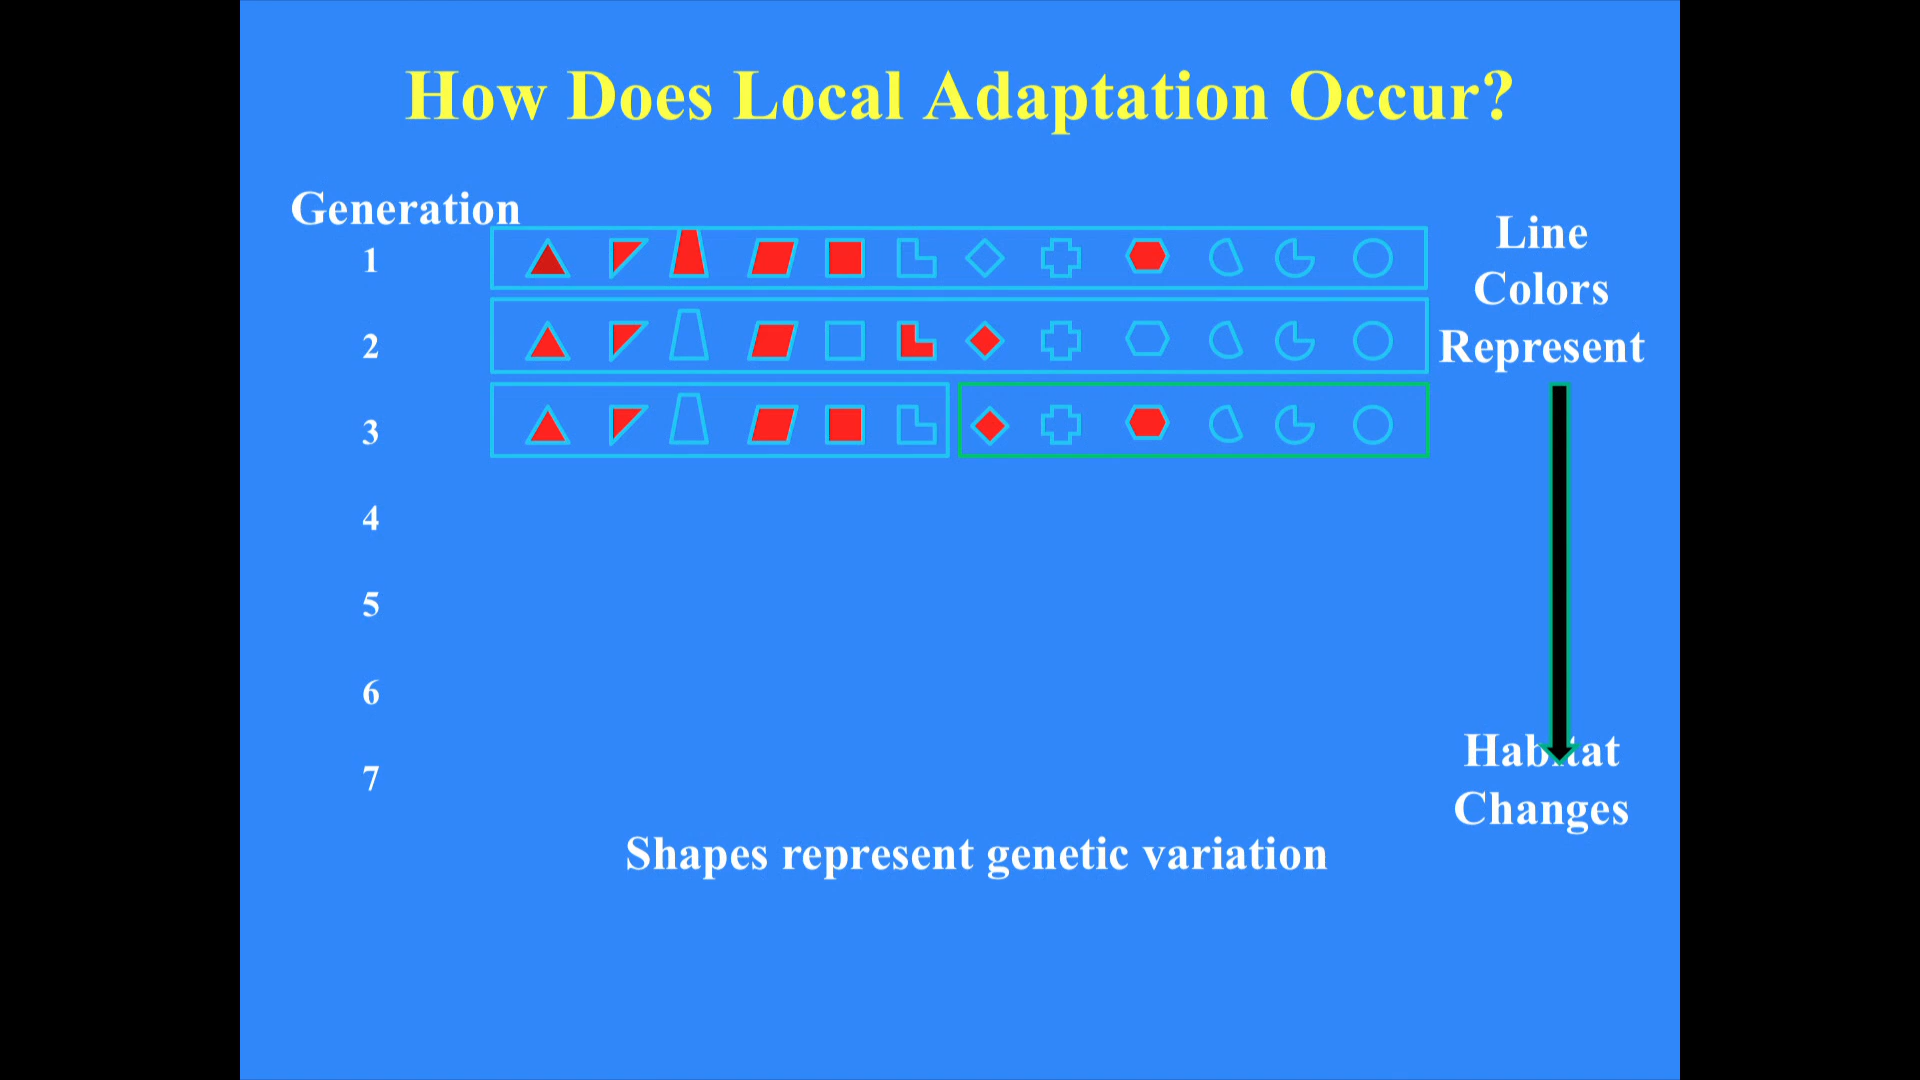 How Does Local Adaptation Occur?
Generation
1
2
3
4
5
6
7
Line
Colors
Represent
Habitat
Changes
Shapes represent genetic variation